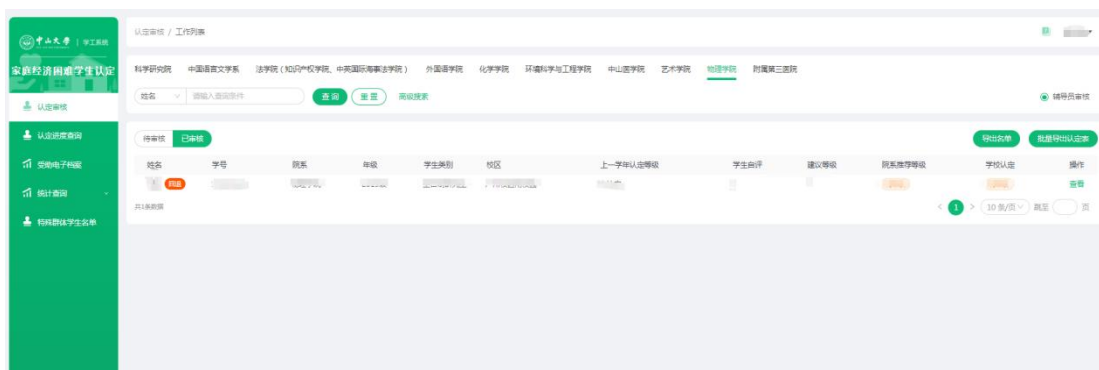 中山大學 | 学工系统
家庭经济困难学生认定
认定审核
认定进度查询
受助电子档案
统计查询
特殊群体学生名单
认定审核 / 工作列表
科学研究院 中国语言文学系 法学院(知识产权学院、中英国际海事法学院) 外国语学院 化学学院 环境科学与工程学院 中山医学院 艺术学院 物理学院 附属第三医院
姓名 请输入查询条件 查询 重置 高级搜索 辅导员审核
待审核 已审核 导出名单 批量导出认定表
姓名 学号 院系 年级 学生类别 校区 上一学年认定等级 学生自评 建议等级 院系推荐等级 学校认定 操作
查看
共1条数据 < 1 > 10 条/页 跳至 页